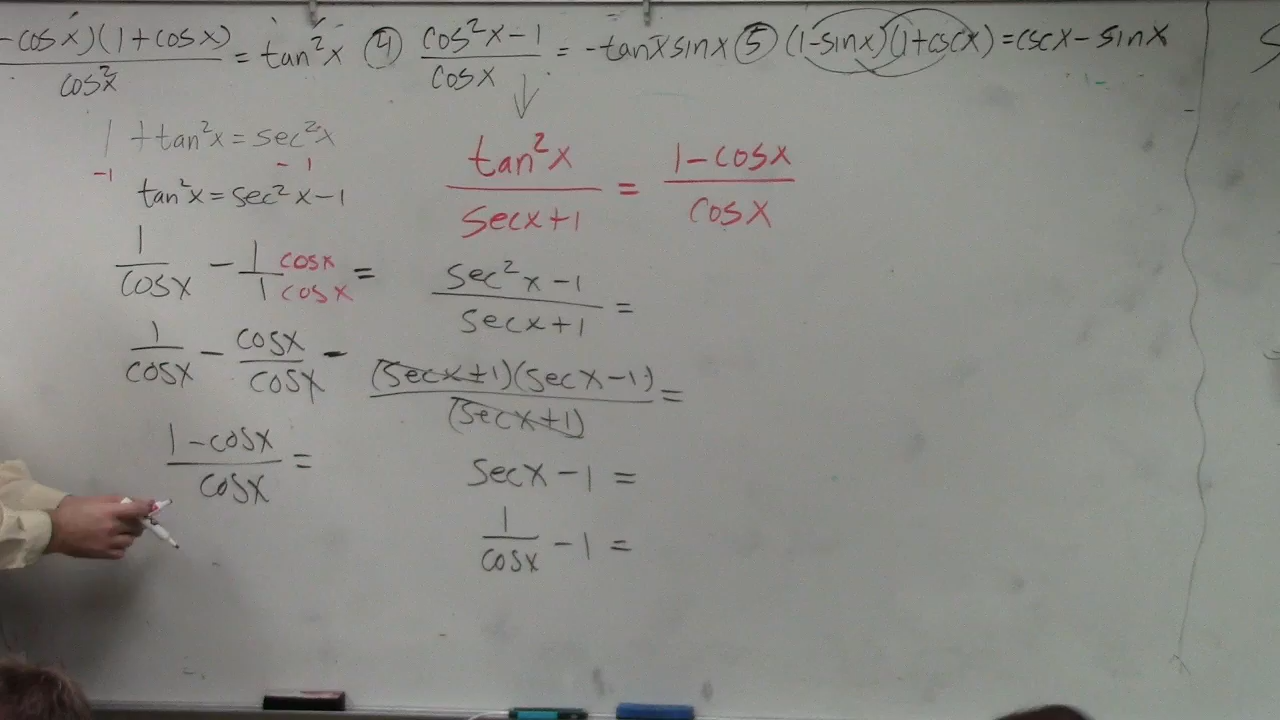 -cosx)(1+cosx)/cos²x = tan²x ④ cos²x-1/cosx = -tanxsinx ⑤ (1-sinx)(1+cscx)=cscx-sinx
1+tan²x=sec²x
-1 -1
tan²x=sec²x-1
1/cosx - 1/1 cosx/cosx =
1/cosx - cosx/cosx -
1-cosx/cosx =
tan²x/secx+1 = 1-cosx/cosx
sec²x-1/secx+1 =
(secx+1)(secx-1)/(secx+1) =
secx-1 =
1/cosx -1 =